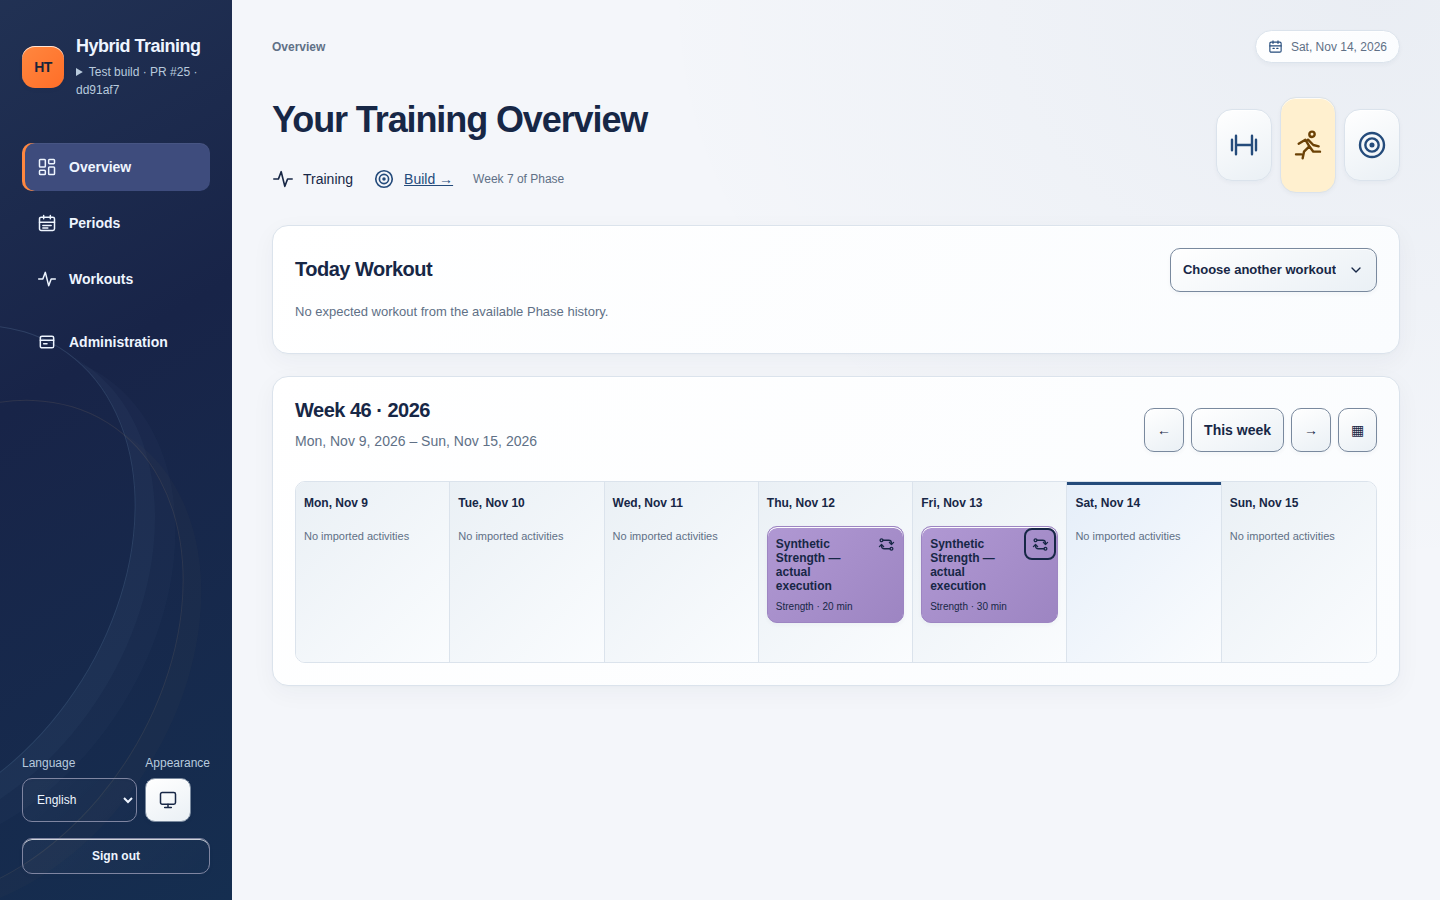 HT
Hybrid Training
▶ Test build · PR #25 ·
dd91af7
Overview
Periods
Workouts
Administration
Language
Appearance
English
Sign out
Overview
Sat, Nov 14, 2026
Your Training Overview
Training
Build →
Week 7 of Phase
Today Workout
Choose another workout
No expected workout from the available Phase history.
Week 46 · 2026
Mon, Nov 9, 2026 – Sun, Nov 15, 2026
←
This week
→
Mon, Nov 9
Tue, Nov 10
Wed, Nov 11
Thu, Nov 12
Fri, Nov 13
Sat, Nov 14
Sun, Nov 15
No imported activities
No imported activities
No imported activities
Synthetic
Strength —
actual
execution
Strength · 20 min
Synthetic
Strength —
actual
execution
Strength · 30 min
No imported activities
No imported activities